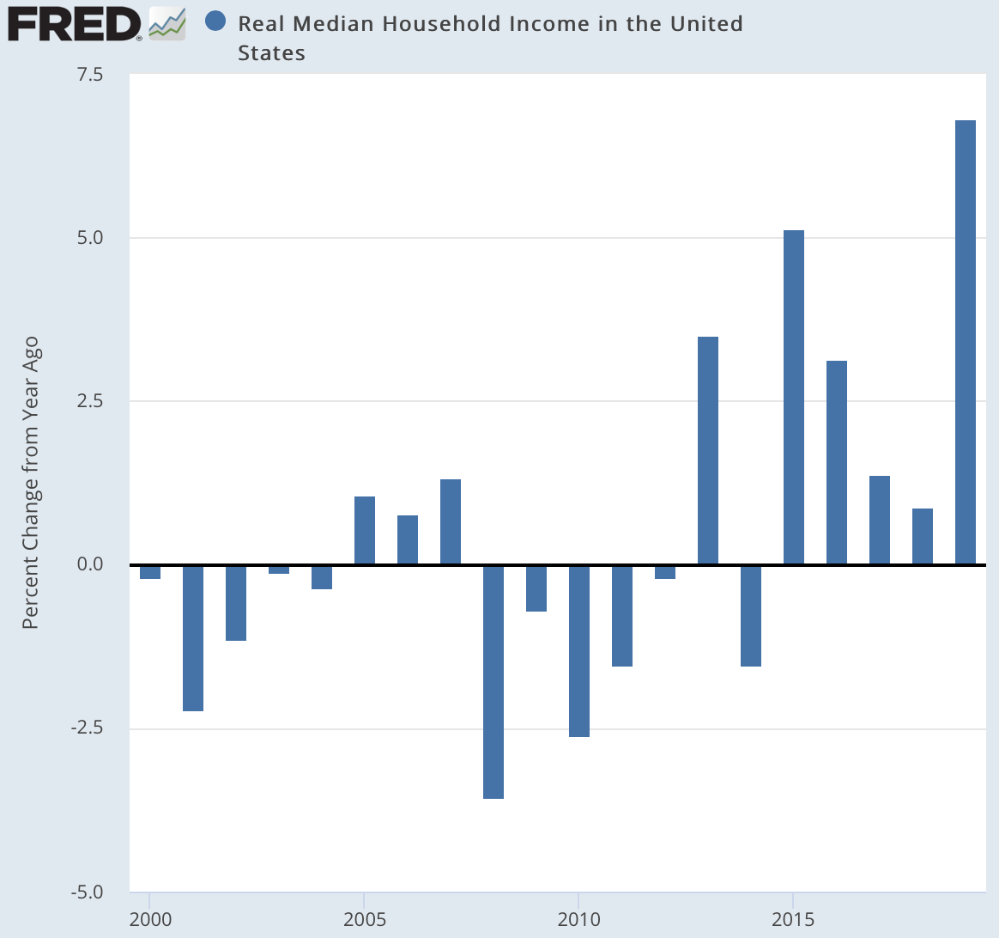 FRED®
Real Median Household Income in the United
States
7.5
5.0
2.5
0.0
-2.5
-5.0
Percent Change from Year Ago
2000
2005
2010
2015